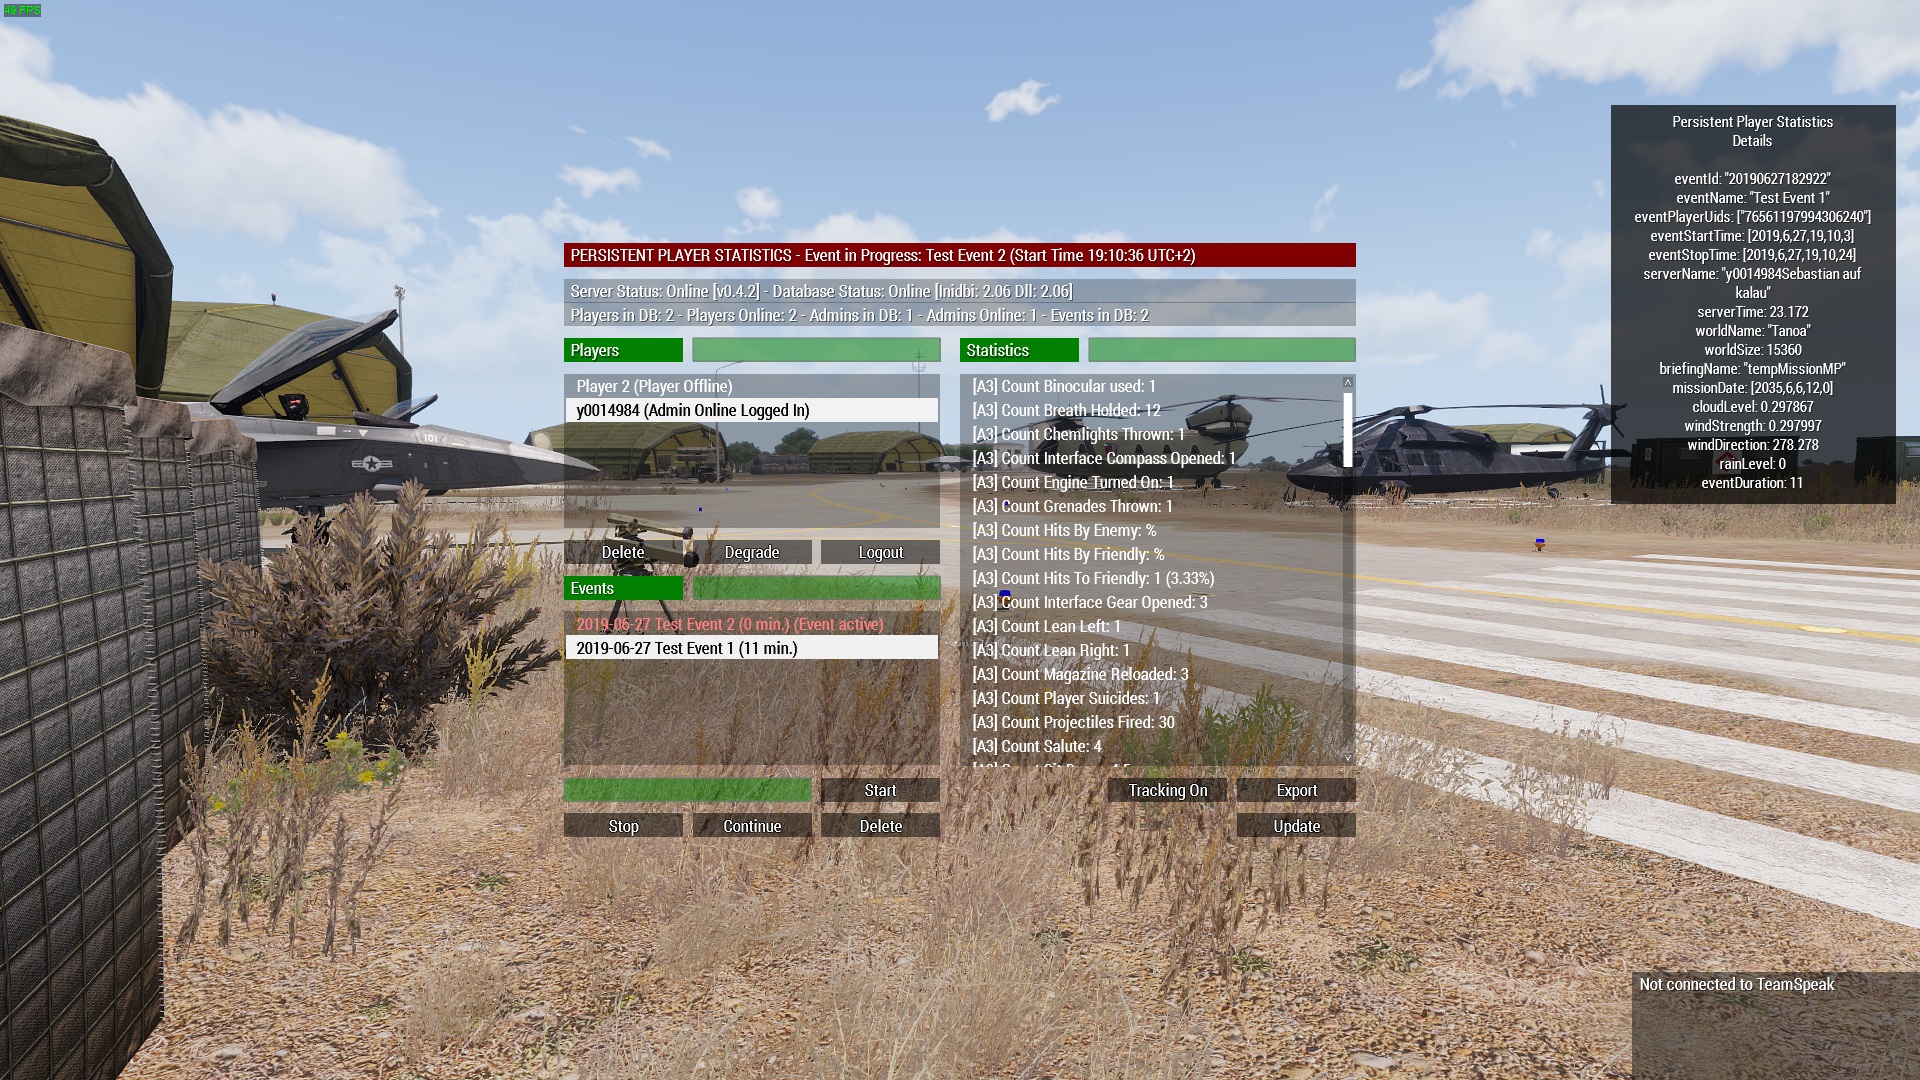 49 FPS
PERSISTENT PLAYER STATISTICS - Event in Progress: Test Event 2 (Start Time 19:10:36 UTC+2)
Server Status: Online [v0.4.2] - Database Status: Online [Inidbi: 2.06 Dll: 2.06]
Players in DB: 2 - Players Online: 2 - Admins in DB: 1 - Admins Online: 1 - Events in DB: 2
Players
Player 2 (Player Offline)
y0014984 (Admin Online Logged In)
Delete
Degrade
Logout
Events
2019-06-27 Test Event 2 (0 min.) (Event active)
2019-06-27 Test Event 1 (11 min.)
Start
Stop
Continue
Delete
Statistics
[A3] Count Binocular used: 1
[A3] Count Breath Holded: 12
[A3] Count Chemlights Thrown: 1
[A3] Count Interface Compass Opened: 1
[A3] Count Engine Turned On: 1
[A3] Count Grenades Thrown: 1
[A3] Count Hits By Enemy: %
[A3] Count Hits By Friendly: %
[A3] Count Hits To Friendly: 1 (3.33%)
[A3] Count Interface Gear Opened: 3
[A3] Count Lean Left: 1
[A3] Count Lean Right: 1
[A3] Count Magazine Reloaded: 3
[A3] Count Player Suicides: 1
[A3] Count Projectiles Fired: 30
[A3] Count Salute: 4
Tracking On
Export
Update
Persistent Player Statistics
Details
eventId: "20190627182922"
eventName: "Test Event 1"
eventPlayerUids: ["76561197994306240"]
eventStartTime: [2019,6,27,19,10,3]
eventStopTime: [2019,6,27,19,10,24]
serverName: "y0014984Sebastian auf
kalau"
serverTime: 23.172
worldName: "Tanoa"
worldSize: 15360
briefingName: "tempMissionMP"
missionDate: [2035,6,6,12,0]
cloudLevel: 0.297867
windStrength: 0.297997
windDirection: 278.278
rainLevel: 0
eventDuration: 11
101
Not connected to TeamSpeak